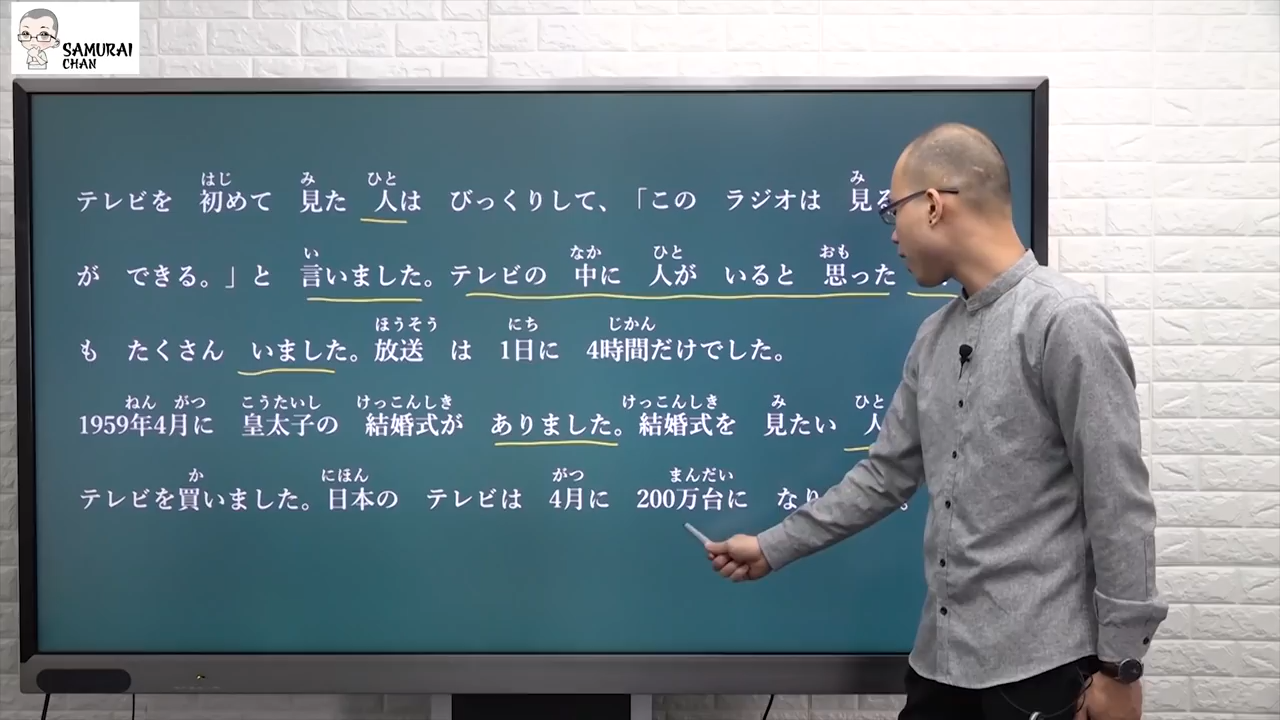 SAMURAI
CHAN
はじ み ひと み
テレビを 初めて 見た 人は びっくりして、「この ラジオは 見る
い なか ひと おも
が できる。」と 言いました。テレビの 中に 人が いると 思った
ほうそう にち じかん
も たくさん いました。放送 は 1日に 4時間だけでした。
ねん がつ こうたいし けっこんしき けっこんしき み ひと
1959年4月に 皇太子の 結婚式が ありました。結婚式を 見たい 人
か にほん がつ まんだい
テレビを買いました。日本の テレビは 4月に 200万台に なり 。